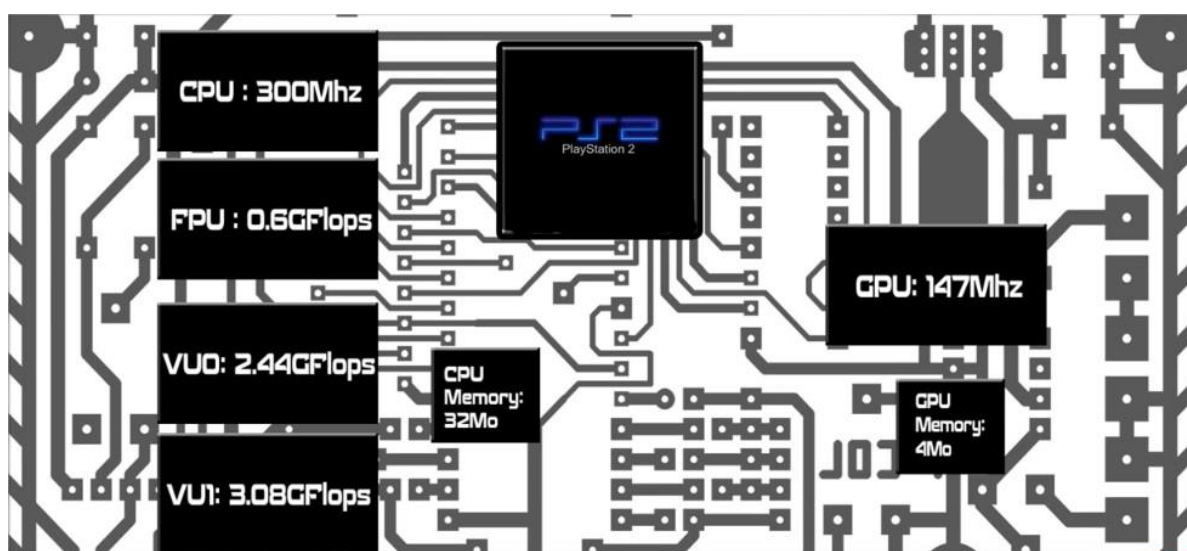 CPU : 300Mhz
PS2
PlayStation 2
FPU : 0.6GFlops
GPU: 147Mhz
VU0: 2.44GFlops
CPU
Memory:
32Mo
GPU
Memory:
4Mo
VU1: 3.08GFlops